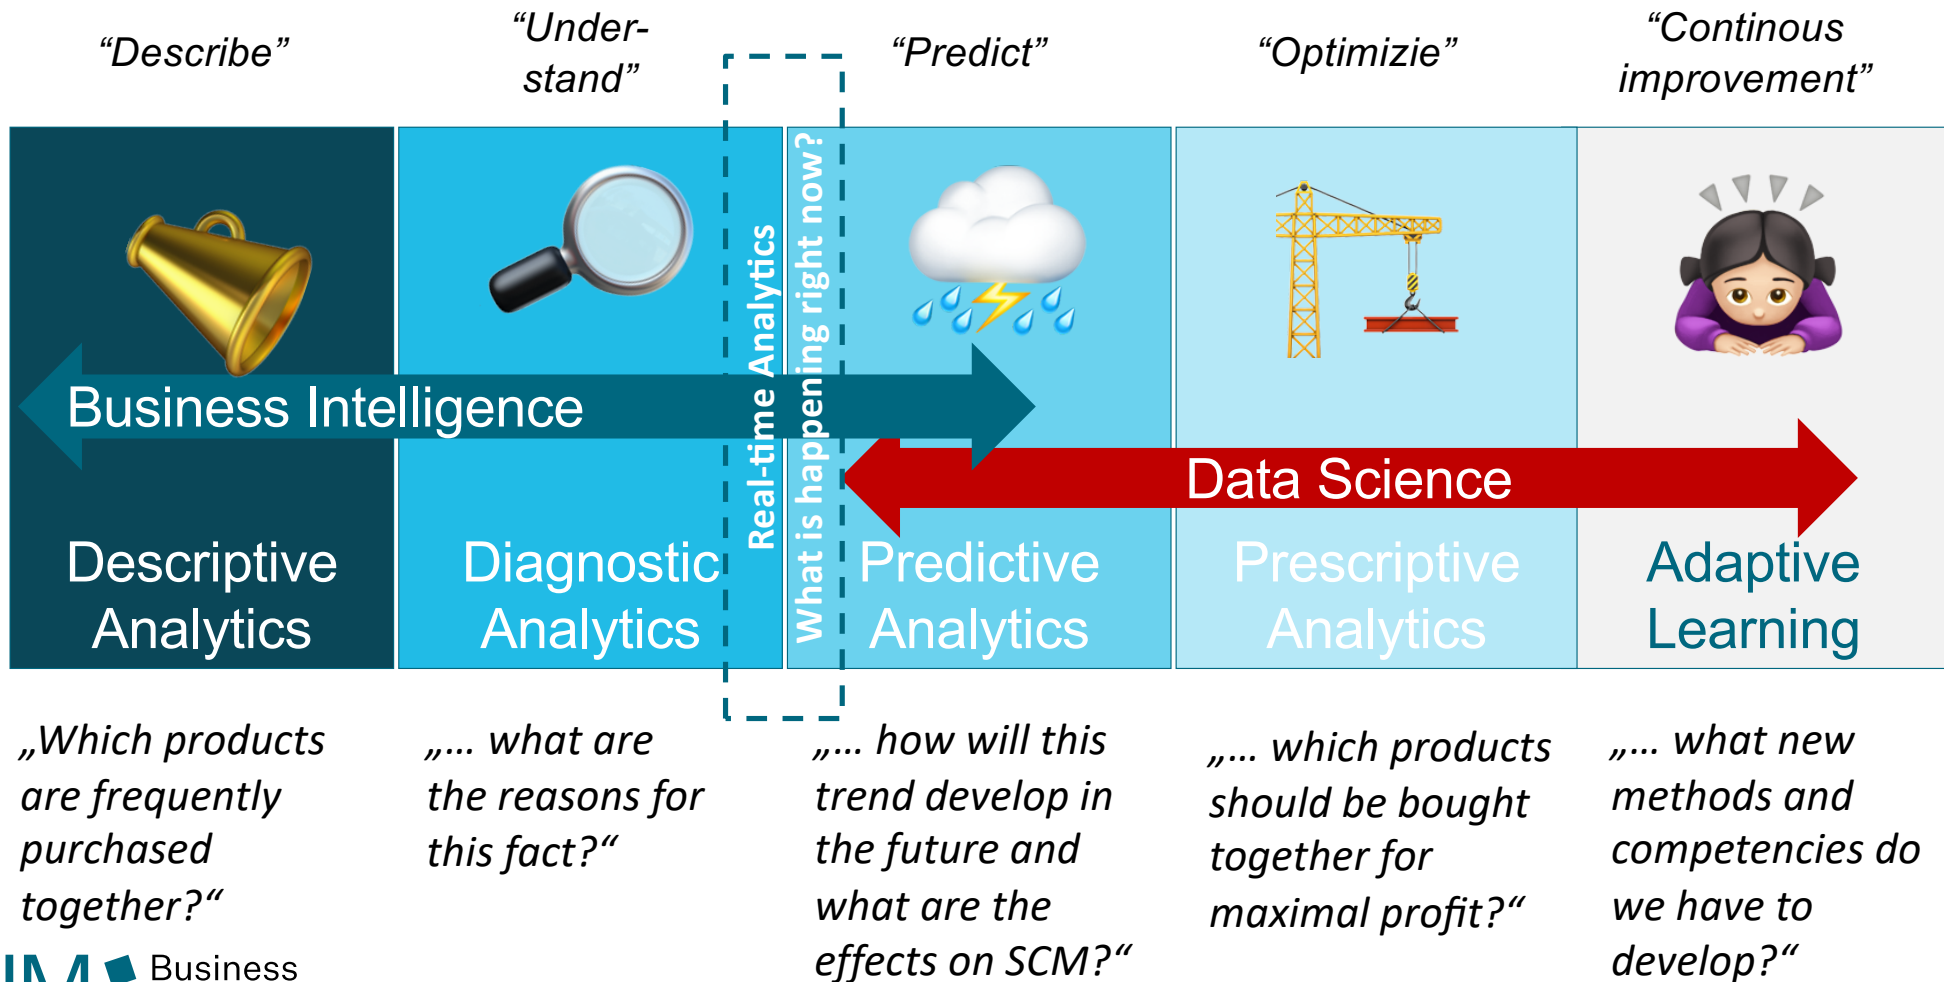 “Describe”
“Under-
stand”
“Predict”
“Optimizie”
“Continous
improvement”
Real-time Analytics
What is happening right now?
Business Intelligence
Data Science
Descriptive
Analytics
Diagnostic
Analytics
Predictive
Analytics
Prescriptive
Analytics
Adaptive
Learning
„Which products
are frequently
purchased
together?“
„... what are
the reasons for
this fact?“
„... how will this
trend develop in
the future and
what are the
effects on SCM?“
„... which products
should be bought
together for
maximal profit?“
„... what new
methods and
competencies do
we have to
develop?“
Business